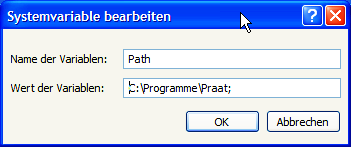 Systemvariable bearbeiten
Name der Variablen: Path
Wert der Variablen: C:\Programme\Praat;
OK Abbrechen